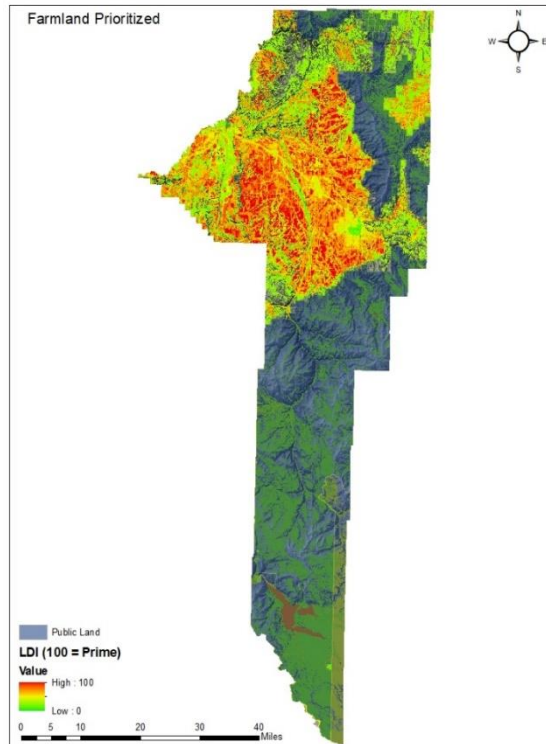 Farmland Prioritized
N
W E
S
Public Land
LDI (100 = Prime)
Value
High : 100
Low : 0
0 5 10 20 30 40
Miles